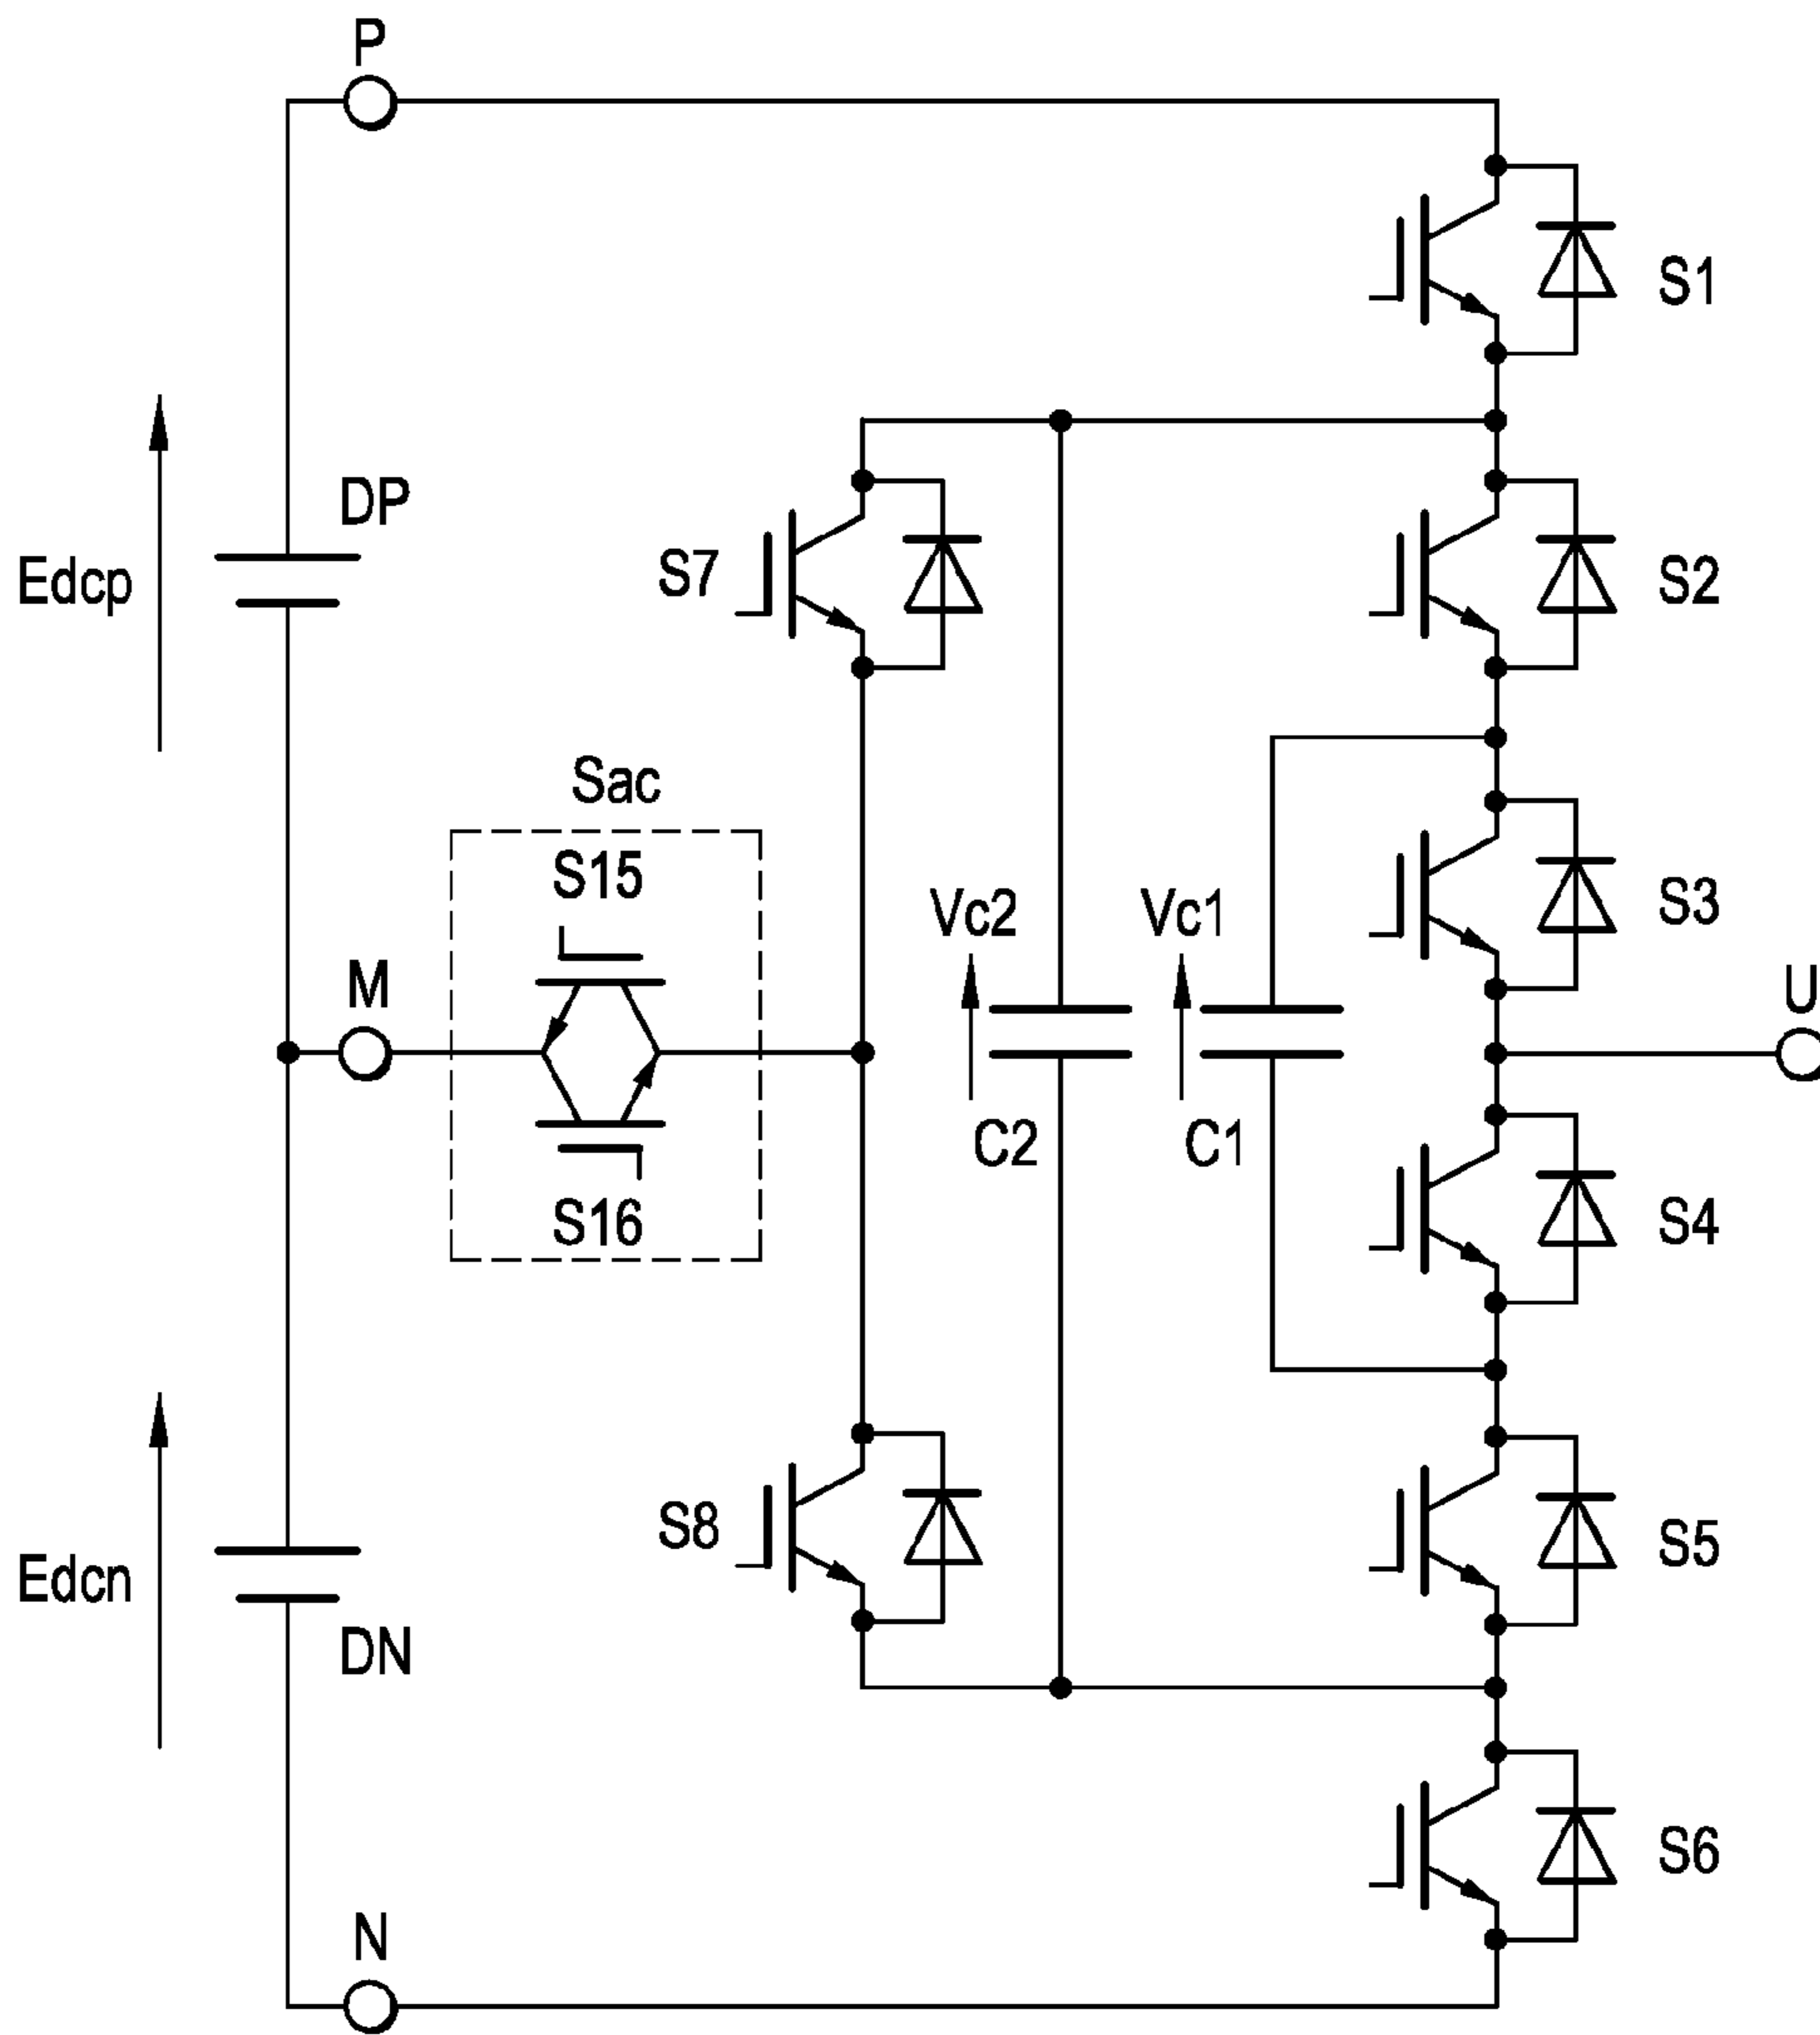 P
S1
DP
Edcp
S7
S2
Sac
S15
S3
Vc2
Vc1
M
U
C2
C1
S16
S4
S8
S5
Edcn
DN
S6
N